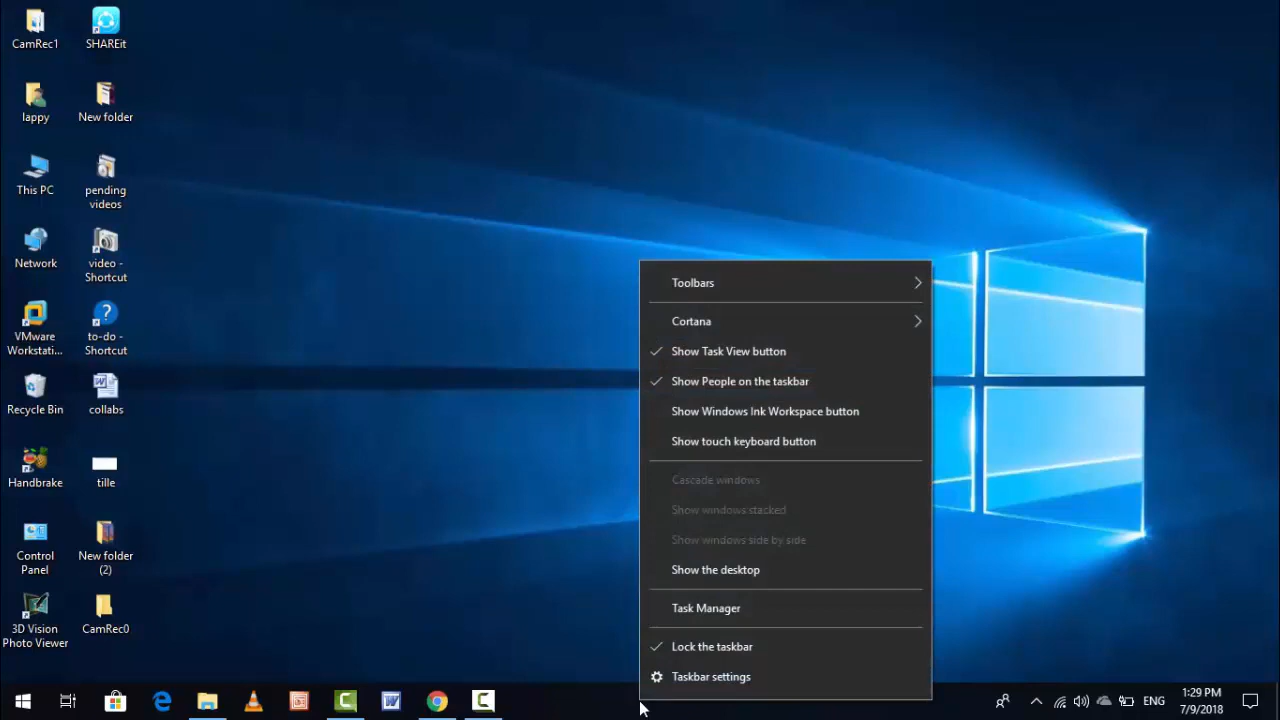 CamRec1
SHAREit
lappy
New folder
This PC
pending
videos
Network
video -
Shortcut
VMware
Workstati...
to-do -
Shortcut
Recycle Bin
collabs
Handbrake
tille
Control
Panel
New folder
(2)
3D Vision
Photo Viewer
CamRec0
Toolbars
Cortana
Show Task View button
Show People on the taskbar
Show Windows Ink Workspace button
Show touch keyboard button
Cascade windows
Show windows stacked
Show windows side by side
Show the desktop
Task Manager
Lock the taskbar
Taskbar settings
ENG
1:29 PM
7/9/2018